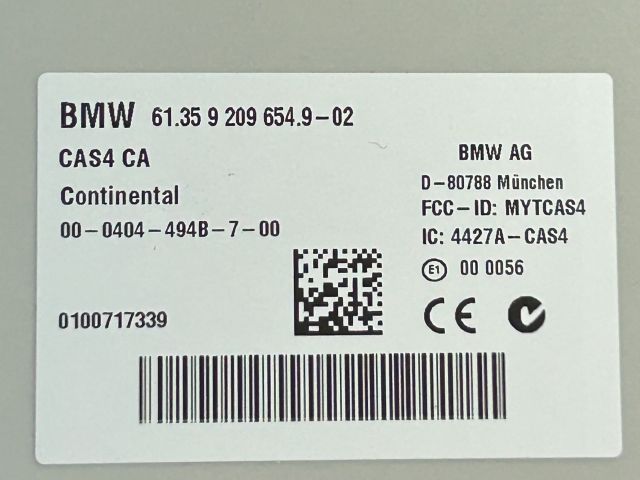 BMW 61.35 9 209 654.9-02
CAS4 CA
Continental
00-0404-494B-7-00
BMW AG
D-80788 München
FCC-ID: MYTCAS4
IC: 4427A-CAS4
E1 00 0056
CE
0100717339